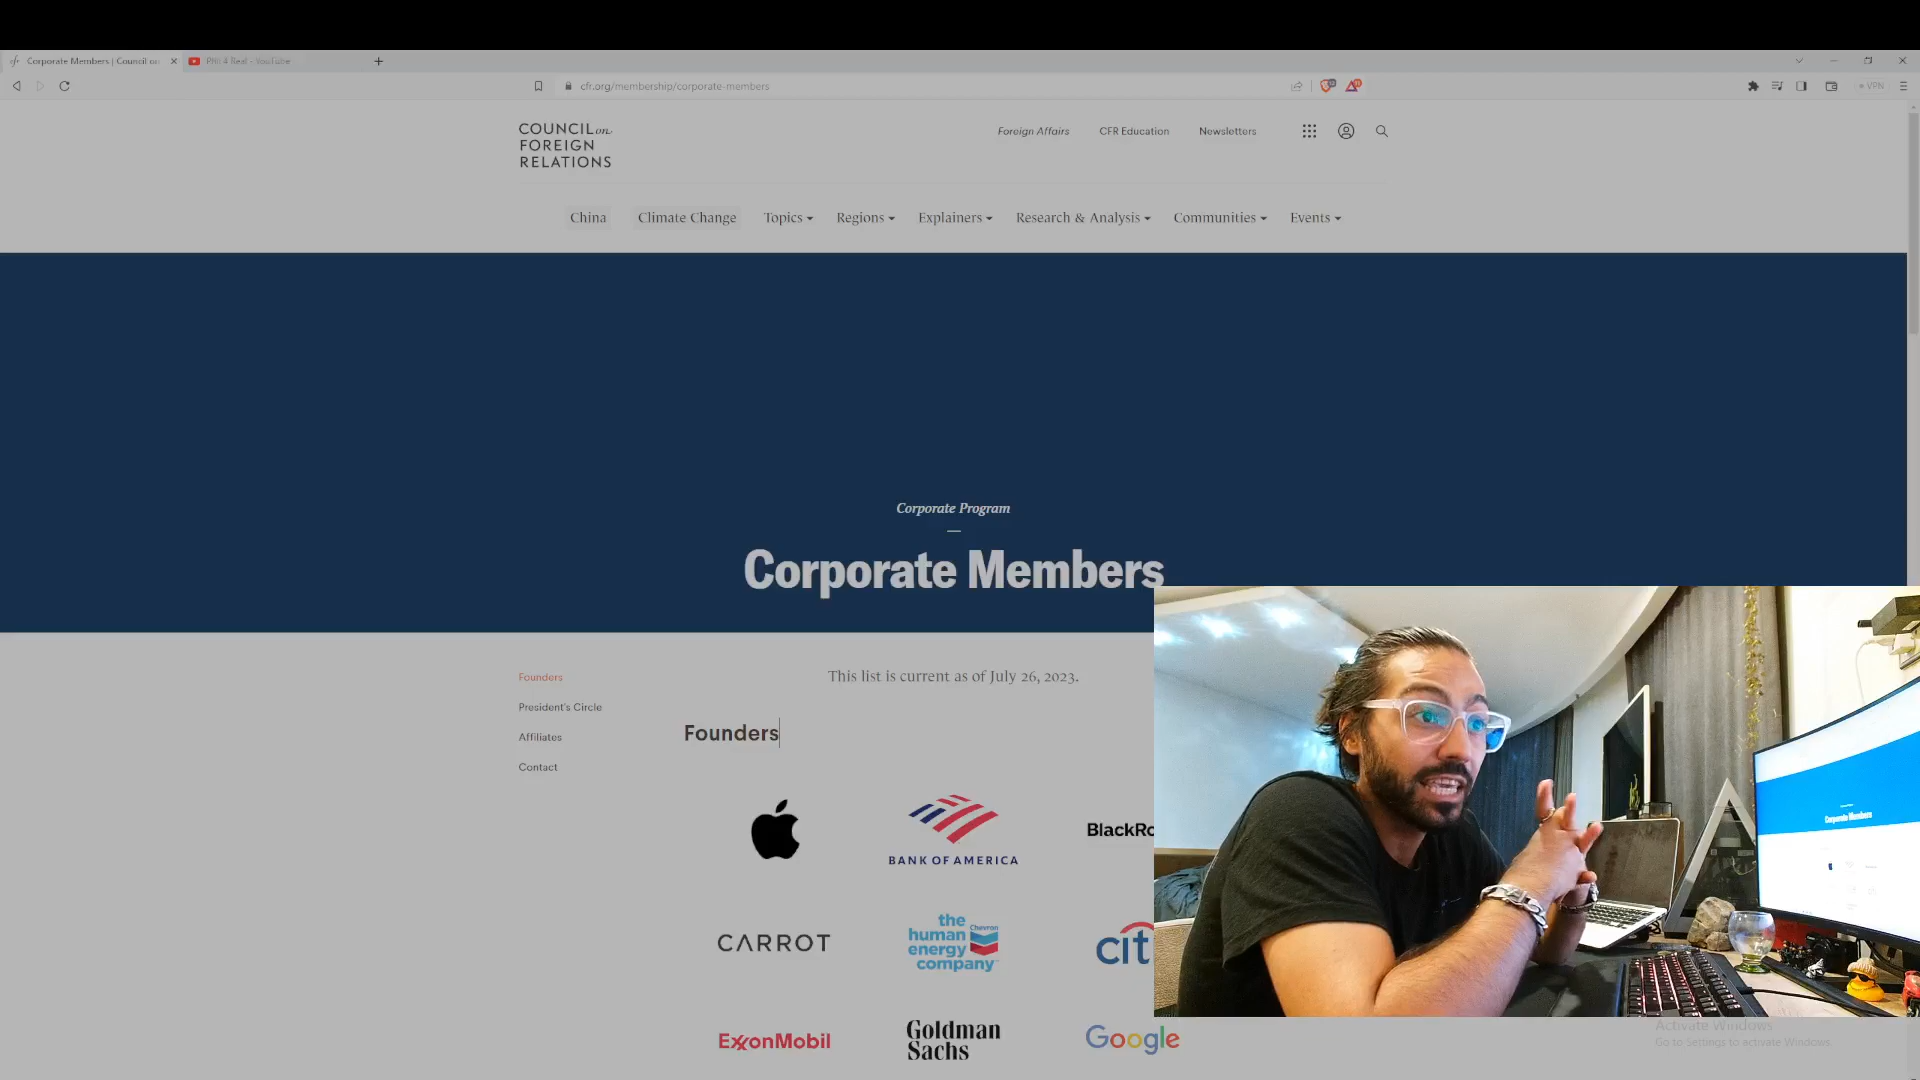 Corporate Members | Council on
PHil 4 Real - YouTube
cfr.org/membership/corporate-members
VPN
COUNCIL on
FOREIGN
RELATIONS
Foreign Affairs
CFR Education
Newsletters
China
Climate Change
Topics
Regions
Explainers
Research & Analysis
Communities
Events
Corporate Program
Corporate Members
Founders
President's Circle
Affiliates
Contact
This list is current as of July 26, 2023.
Founders
BANK OF AMERICA
BlackRo
CARROT
the
human
energy
company
Chevron
citi
ExxonMobil
Goldman
Sachs
Google
Corporate Members
Activate Windows
Go to Settings to activate Windows.